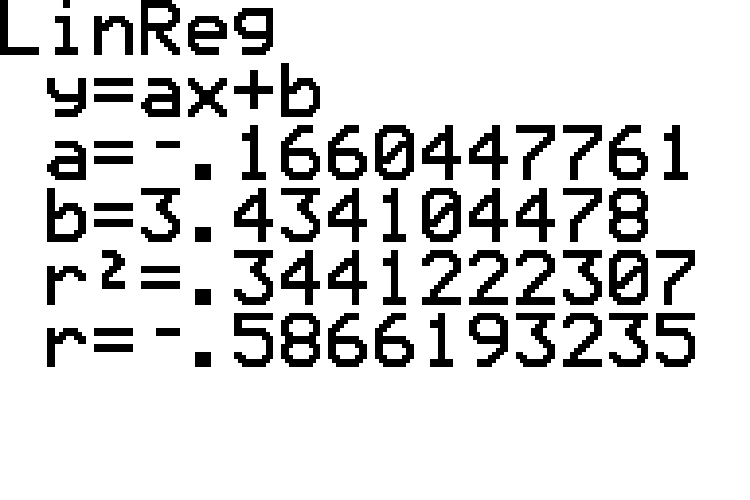 LinReg
y=ax+b
a=-.1660447761
b=3.434104478
r²=.3441222307
r=-.5866193235